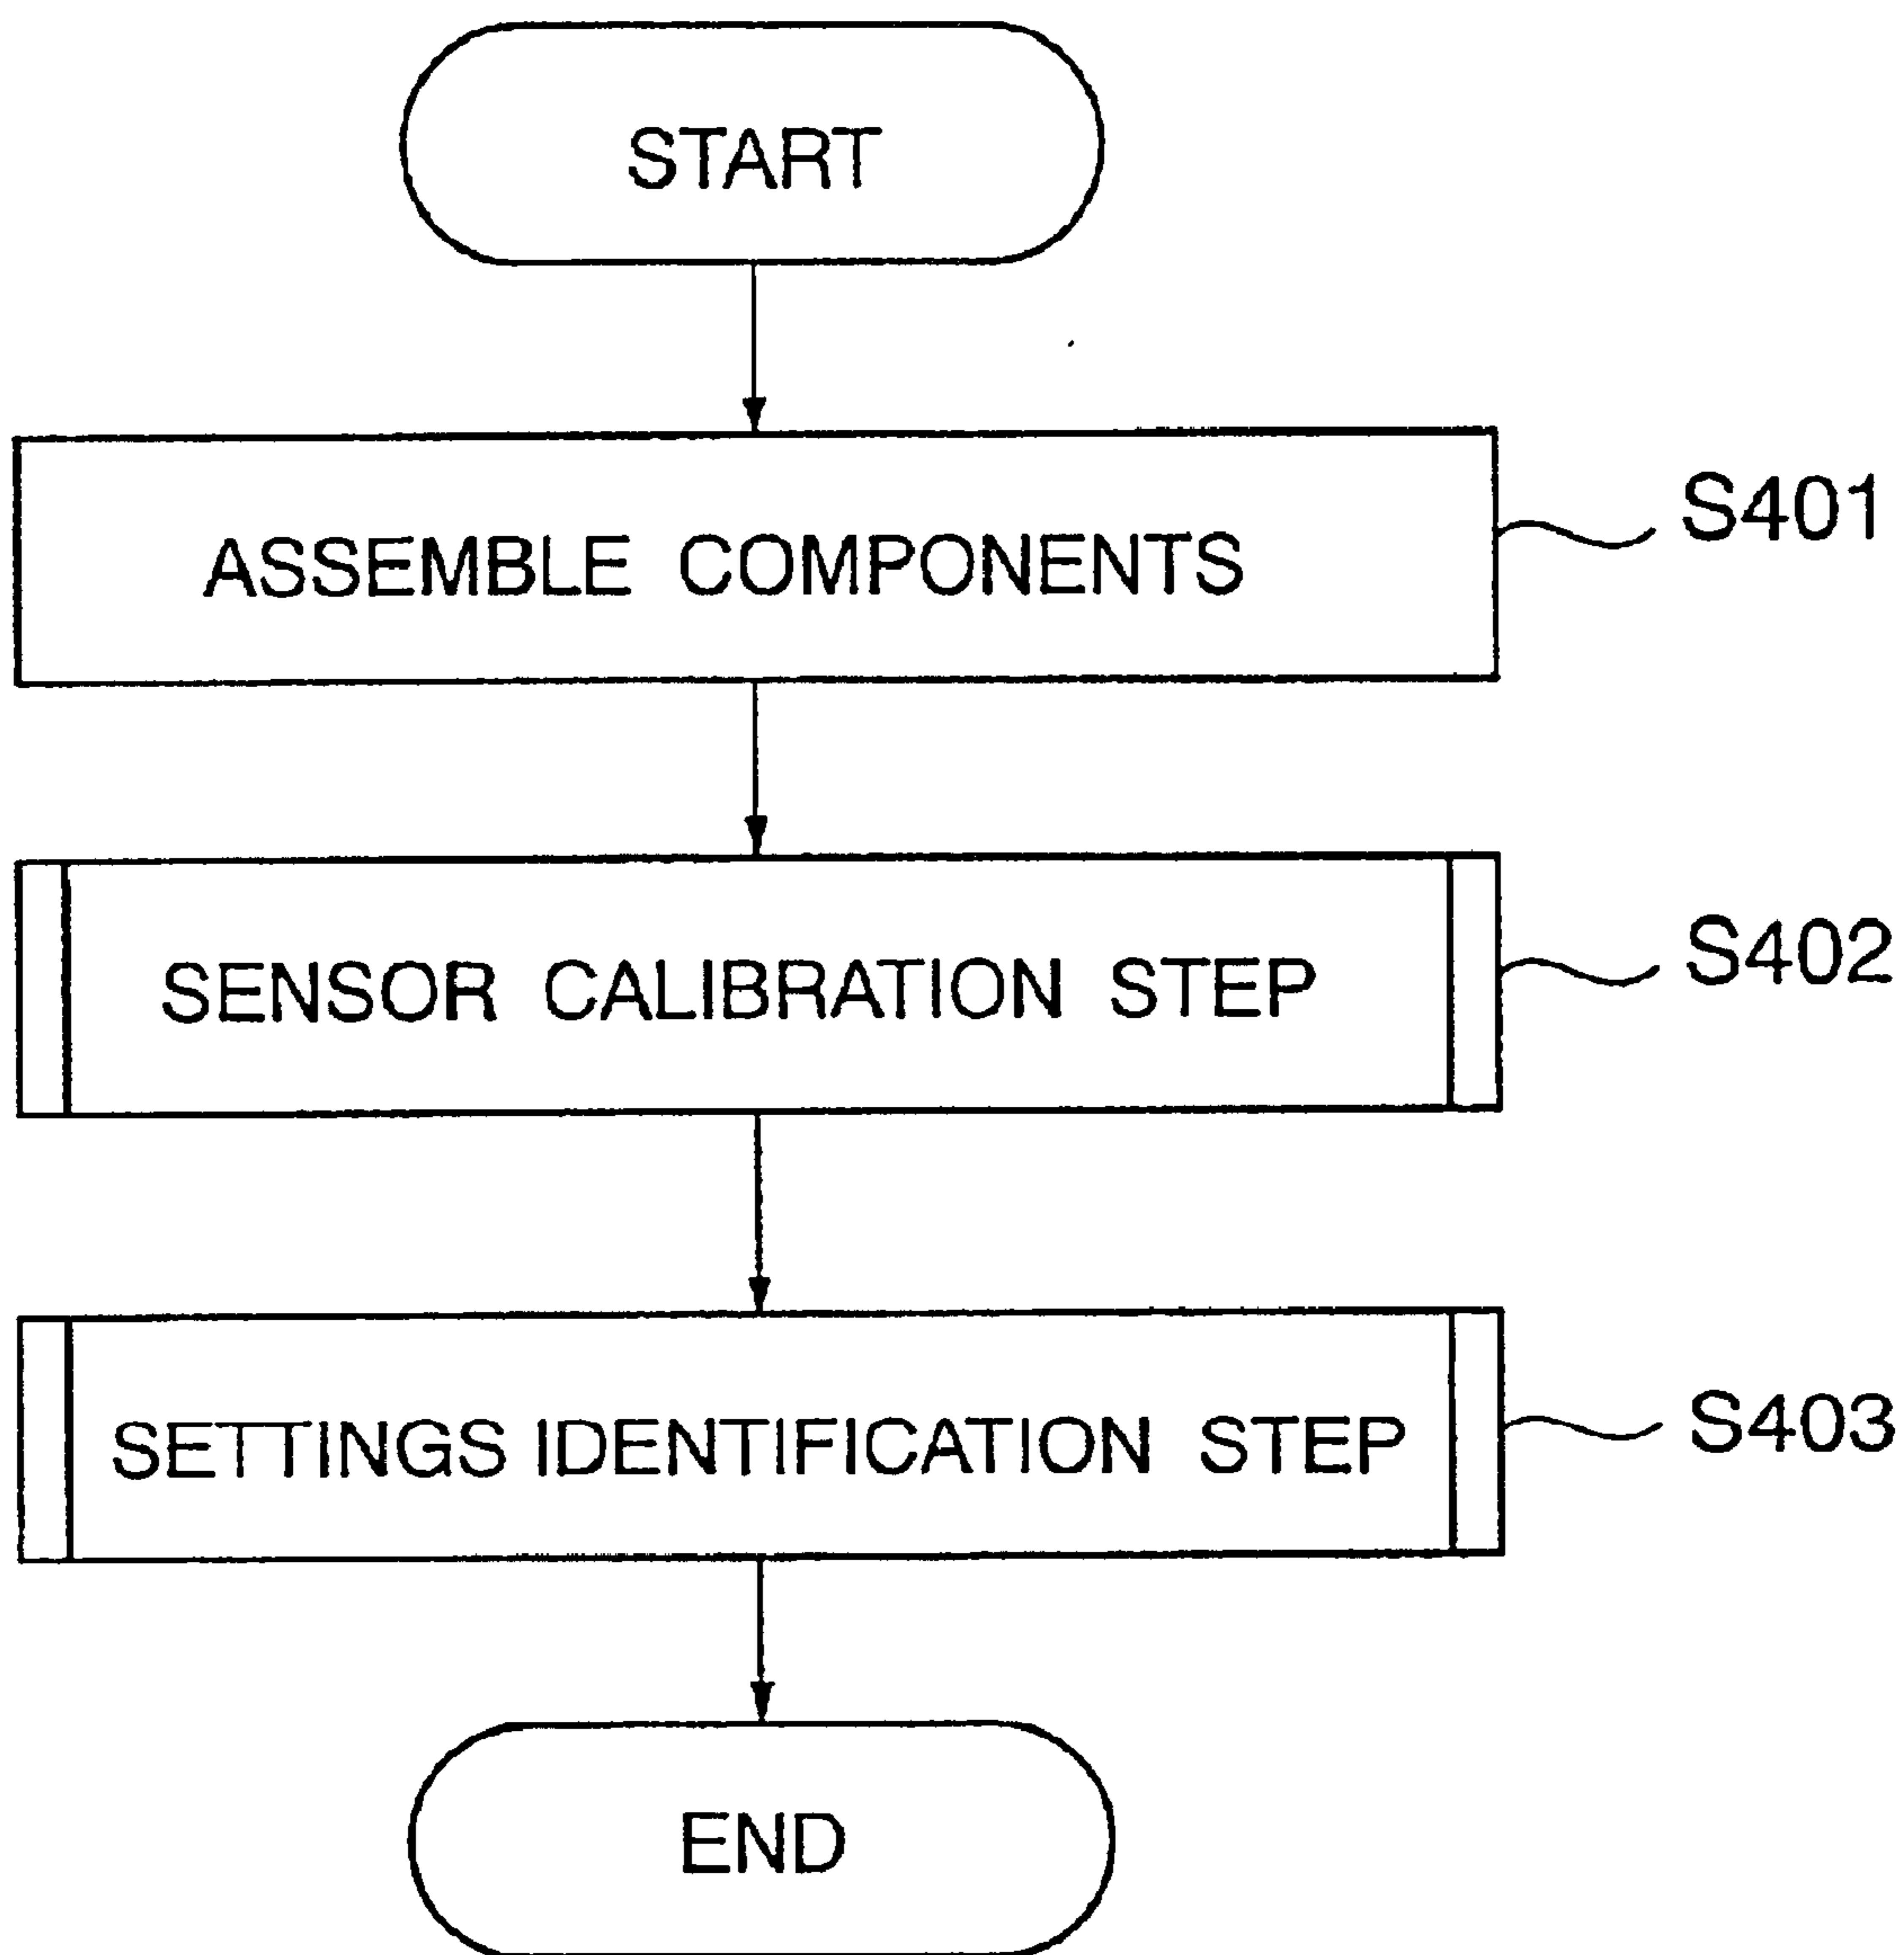 START
ASSEMBLE COMPONENTS
S401
SENSOR CALIBRATION STEP
S402
SETTINGS IDENTIFICATION STEP
S403
END